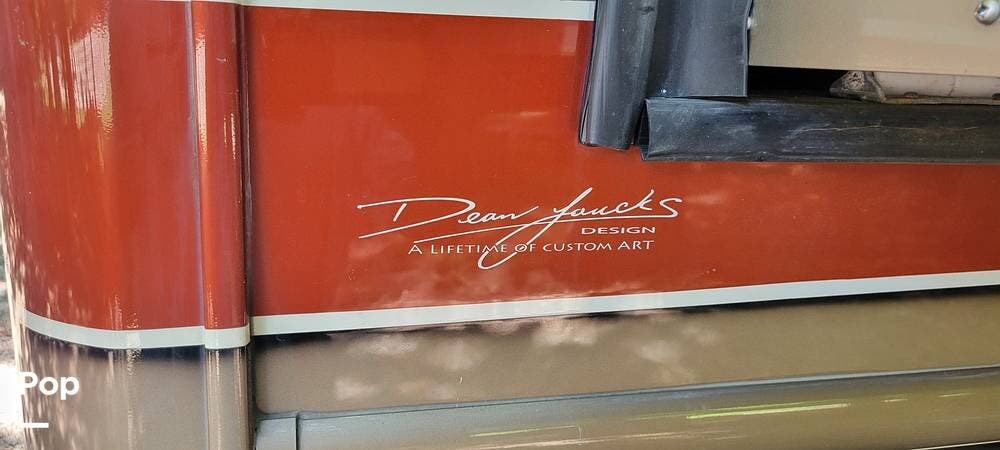 Dean Loucks
DESIGN
A LIFETIME OF CUSTOM ART
Pop